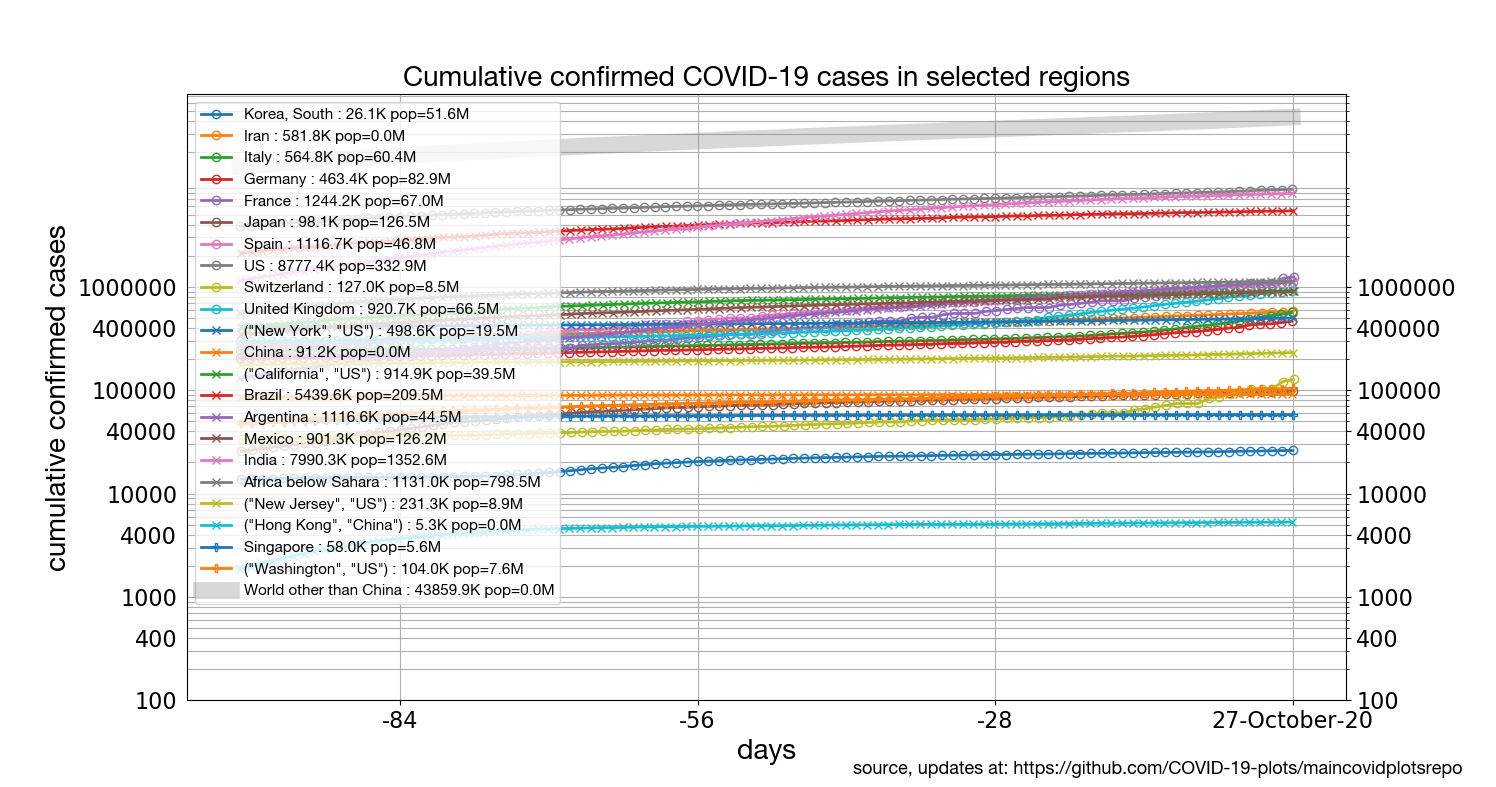 Cumulative confirmed COVID-19 cases in selected regions
Korea, South : 26.1K pop=51.6M
Iran : 581.8K pop=0.0M
Italy : 564.8K pop=60.4M
Germany : 463.4K pop=82.9M
France : 1244.2K pop=67.0M
Japan : 98.1K pop=126.5M
Spain : 1116.7K pop=46.8M
US : 8777.4K pop=332.9M
Switzerland : 127.0K pop=8.5M
United Kingdom : 920.7K pop=66.5M
("New York", "US") : 498.6K pop=19.5M
China : 91.2K pop=0.0M
("California", "US") : 914.9K pop=39.5M
Brazil : 5439.6K pop=209.5M
Argentina : 1116.6K pop=44.5M
Mexico : 901.3K pop=126.2M
India : 7990.3K pop=1352.6M
Africa below Sahara : 1131.0K pop=798.5M
("New Jersey", "US") : 231.3K pop=8.9M
("Hong Kong", "China") : 5.3K pop=0.0M
Singapore : 58.0K pop=5.6M
("Washington", "US") : 104.0K pop=7.6M
World other than China : 43859.9K pop=0.0M
cumulative confirmed cases
1000000
400000
100000
40000
10000
4000
1000
400
100
1000000
400000
100000
40000
10000
4000
1000
400
100
-84
-56
-28
27-October-20
days
source, updates at: https://github.com/COVID-19-plots/maincovidplotsrepo